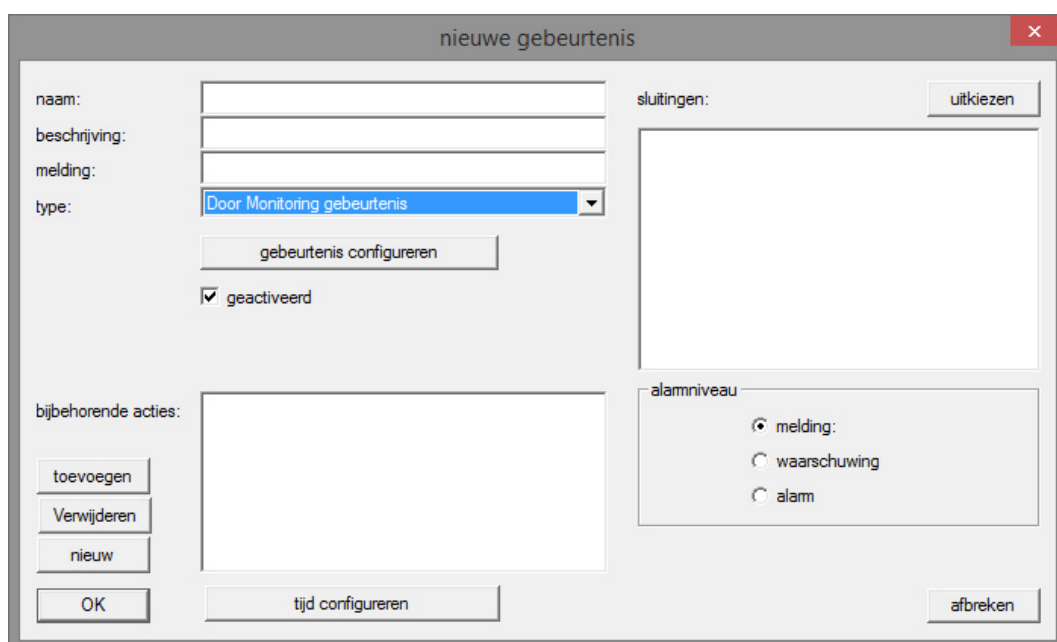 nieuwe gebeurtenis
naam:
beschrijving:
melding:
type:
Door Monitoring gebeurtenis
gebeurtenis configureren
geactiveerd
bijbehorende acties:
toevoegen
Verwijderen
nieuw
OK
tijd configureren
sluitingen:
uitkiezen
alarmniveau
melding:
waarschuwing
alarm
afbreken